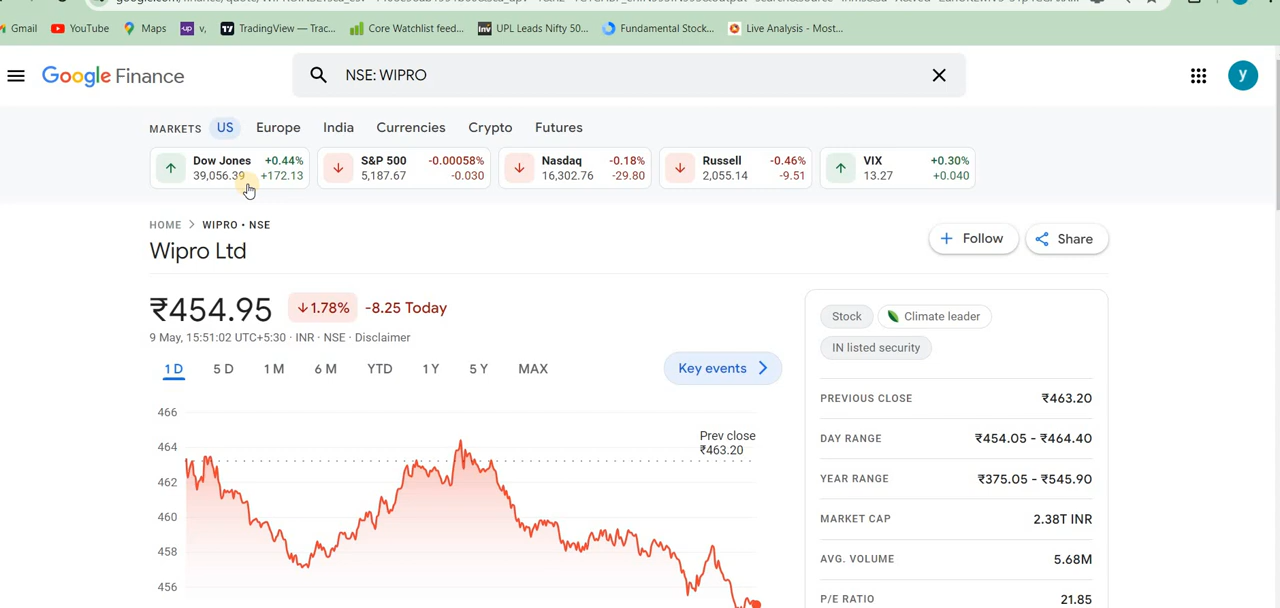 Gmail YouTube Maps v, TradingView — Trac... Core Watchlist feed... UPL Leads Nifty 50... Fundamental Stock... Live Analysis - Most...
Google Finance
NSE: WIPRO
y
MARKETS US Europe India Currencies Crypto Futures
Dow Jones +0.44%
39,056.39 +172.13
S&P 500 -0.00058%
5,187.67 -0.030
Nasdaq -0.18%
16,302.76 -29.80
Russell -0.46%
2,055.14 -9.51
VIX +0.30%
13.27 +0.040
HOME > WIPRO • NSE
Wipro Ltd
+ Follow
Share
₹454.95 ↓1.78% -8.25 Today
9 May, 15:51:02 UTC+5:30 · INR · NSE · Disclaimer
1 D 5 D 1 M 6 M YTD 1 Y 5 Y MAX
Key events
466
464
462
460
458
456
Prev close
₹463.20
Stock Climate leader
IN listed security
PREVIOUS CLOSE ₹463.20
DAY RANGE ₹454.05 - ₹464.40
YEAR RANGE ₹375.05 - ₹545.90
MARKET CAP 2.38T INR
AVG. VOLUME 5.68M
P/E RATIO 21.85